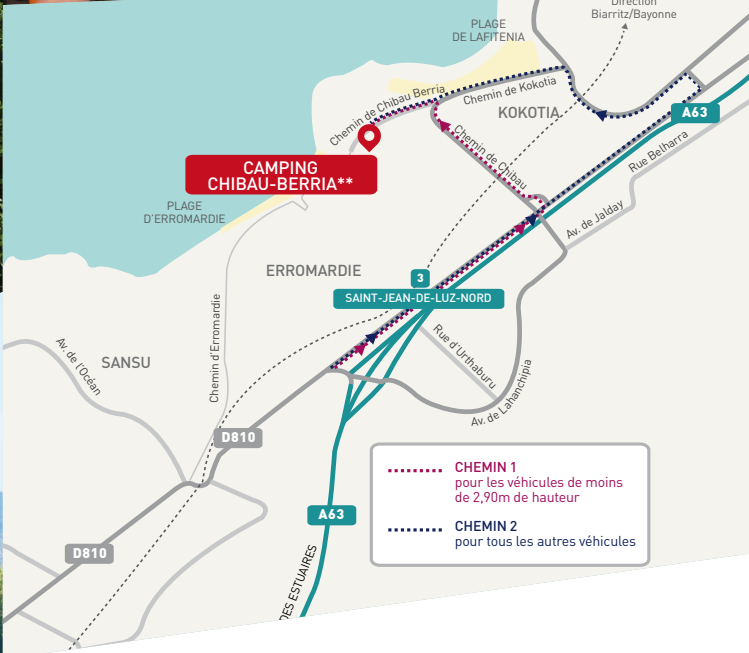 Direction
Biarritz/Bayonne
PLAGE
DE LAFITENIA
Chemin de Chibau Berria
Chemin de Kokotia
KOKOTIA
A63
Chemin de Chibau
Rue Belharra
CAMPING
CHIBAU-BERRIA**
PLAGE
D'ERROMARDIE
Av. de Jalday
ERROMARDIE
3
SAINT-JEAN-DE-LUZ-NORD
Chemin d'Erromardie
Rue d'Urthaburu
Av. de l'Océan
SANSU
Av. de Lahanchipia
D810
CHEMIN 1
pour les véhicules de moins
de 2,90m de hauteur
CHEMIN 2
pour tous les autres véhicules
A63
D810
DES ESTUAIRES